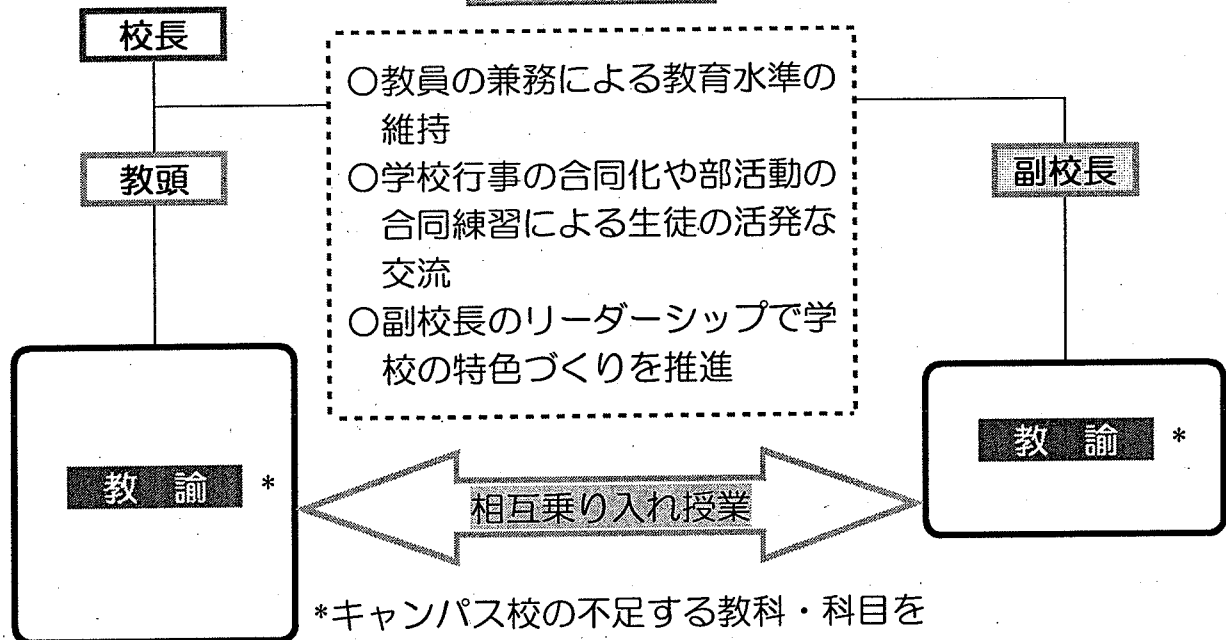 校長
○教員の兼務による教育水準の
維持
○学校行事の合同化や部活動の
合同練習による生徒の活発な
交流
○副校長のリーダーシップで学
校の特色づくりを推進
教頭
副校長
教 諭 *
教 諭 *
相互乗り入れ授業
*キャンパス校の不足する教科・科目を